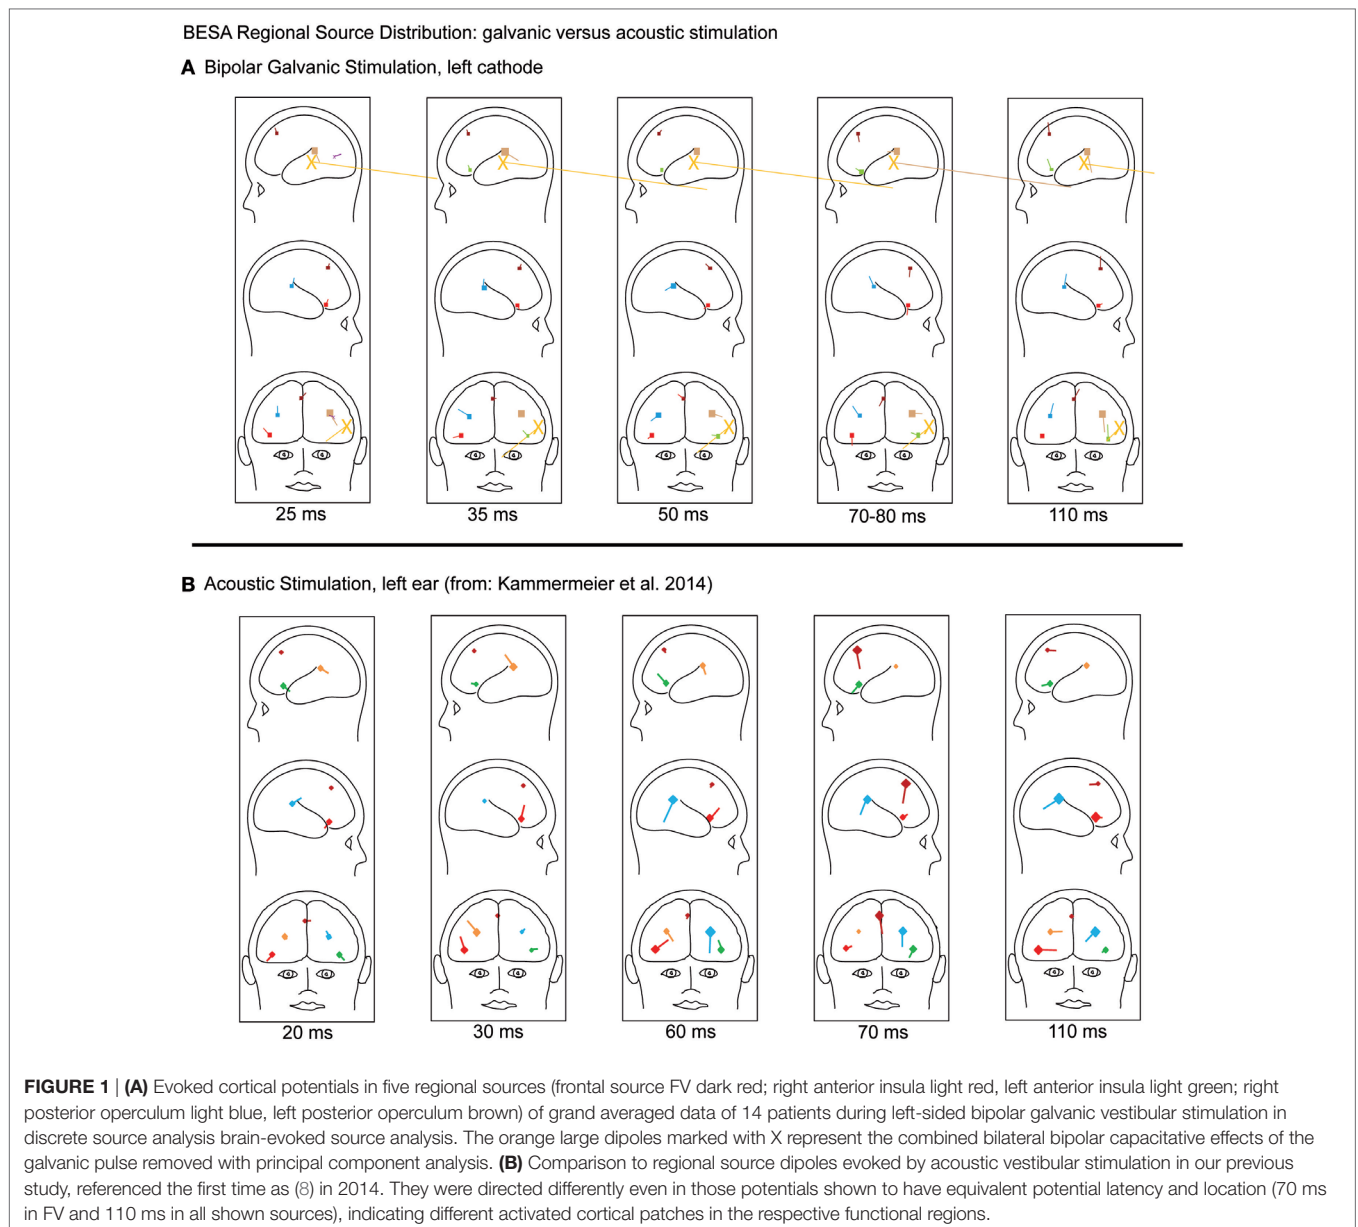 BESA Regional Source Distribution: galvanic versus acoustic stimulation
A Bipolar Galvanic Stimulation, left cathode
X X X X X
X X X X X
25 ms 35 ms 50 ms 70-80 ms 110 ms
B Acoustic Stimulation, left ear (from: Kammermeier et al. 2014)
20 ms 30 ms 60 ms 70 ms 110 ms
FIGURE 1 | (A) Evoked cortical potentials in five regional sources (frontal source FV dark red; right anterior insula light red, left anterior insula light green; right
posterior operculum light blue, left posterior operculum brown) of grand averaged data of 14 patients during left-sided bipolar galvanic vestibular stimulation in
discrete source analysis brain-evoked source analysis. The orange large dipoles marked with X represent the combined bilateral bipolar capacitative effects of the
galvanic pulse removed with principal component analysis. (B) Comparison to regional source dipoles evoked by acoustic vestibular stimulation in our previous
study, referenced the first time as (8) in 2014. They were directed differently even in those potentials shown to have equivalent potential latency and location (70 ms
in FV and 110 ms in all shown sources), indicating different activated cortical patches in the respective functional regions.